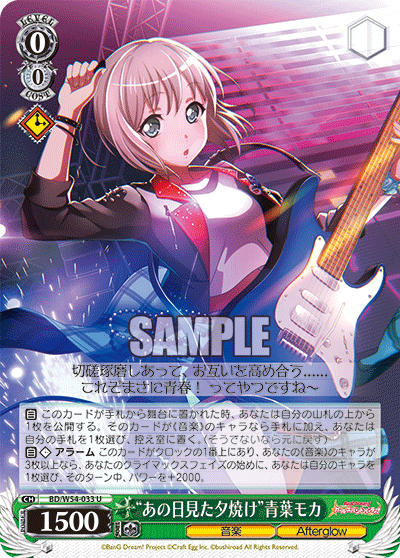 LEVEL
0
0
COST
SAMPLE
切磋琢磨しあって、お互いを高め合う……
これぞまさに青春！ ってやつですね～
自 このカードが手札から舞台に置かれた時、あなたは自分の山札の上から
1枚を公開する。そのカードが《音楽》のキャラなら手札に加え、あなたは
自分の手札を1枚選び、控え室に置く。（そうでないなら元に戻す）
自 アラーム このカードがクロックの1番上にあり、あなたの《音楽》のキャラが
3枚以上なら、あなたのクライマックスフェイズの始めに、あなたは自分のキャラ
を1枚選び、そのターン中、パワーを+2000。
CH BD/W54-033 U
1500
“あの日見た夕焼け”青葉モカ
音楽
Afterglow
©BanG Dream! Project ©Craft Egg Inc. ©bushiroad All Rights Reserved.